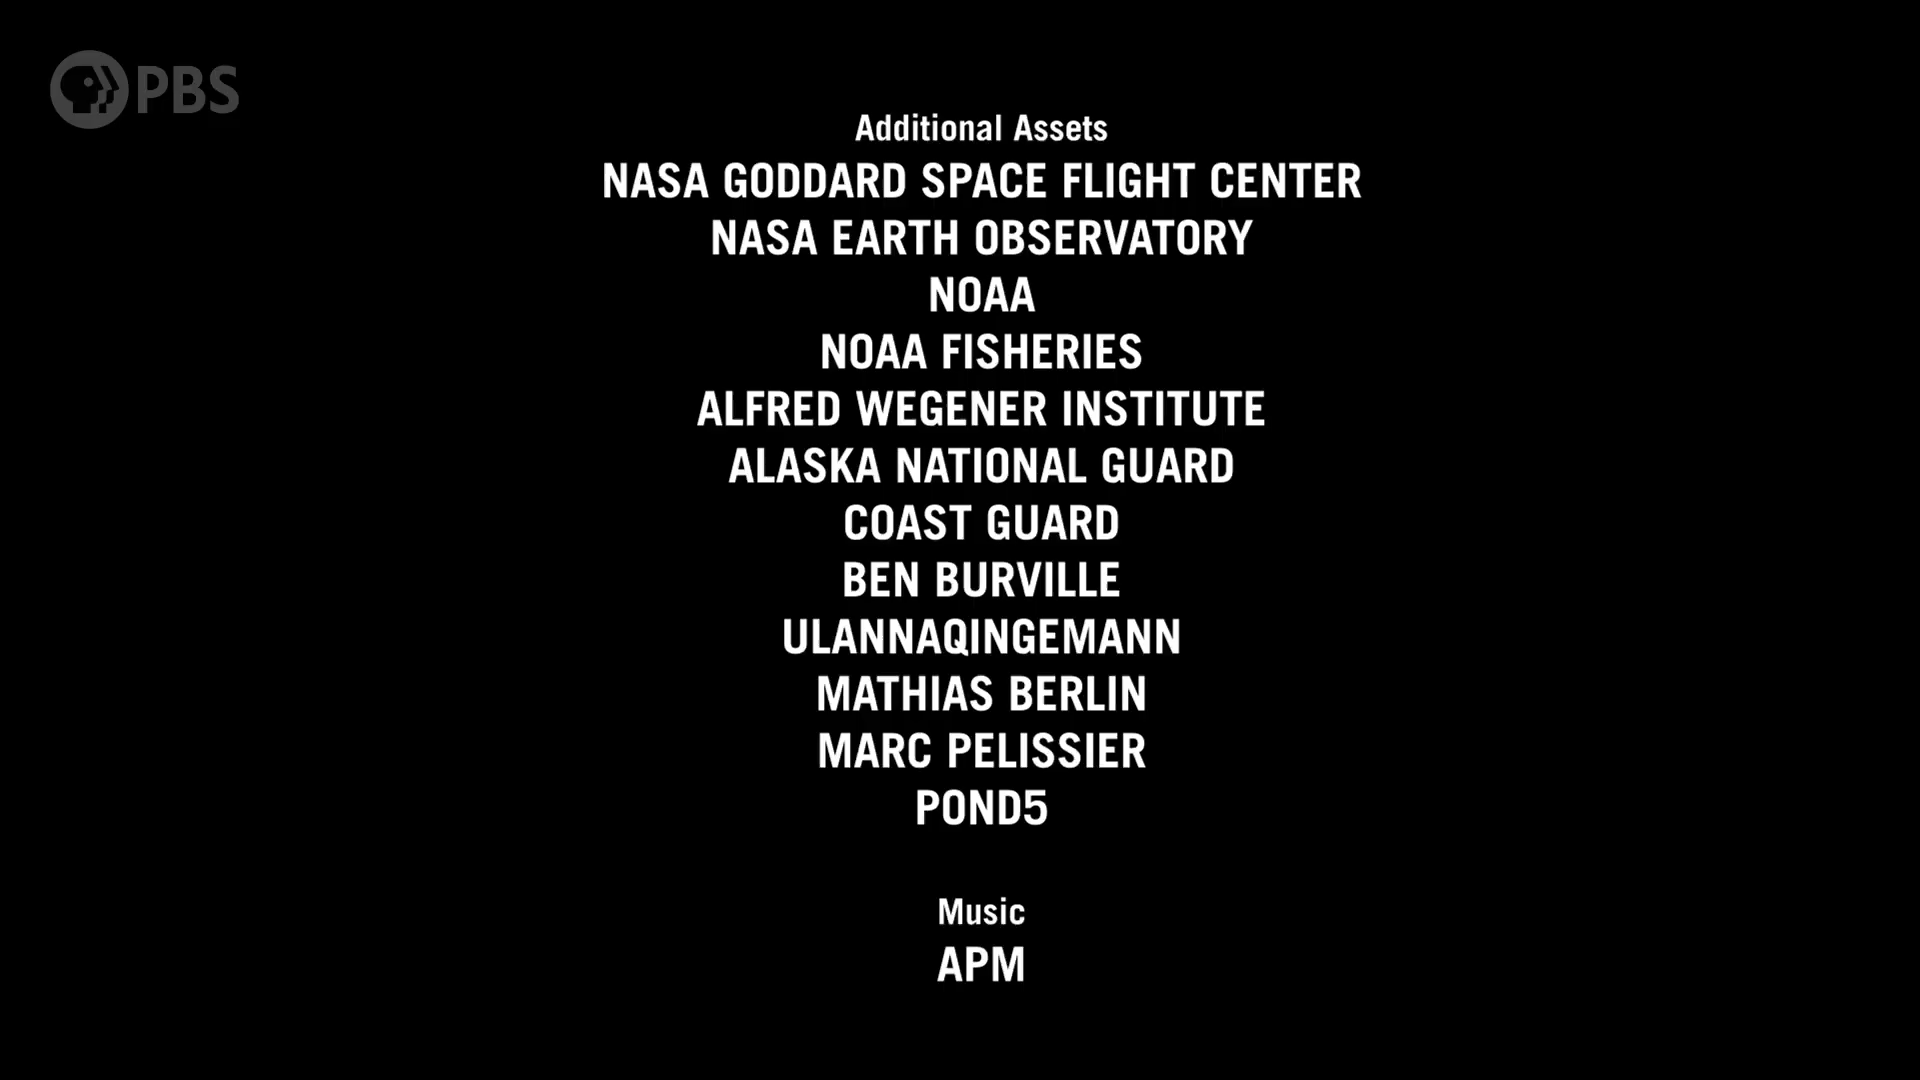 PBS
Additional Assets
NASA GODDARD SPACE FLIGHT CENTER
NASA EARTH OBSERVATORY
NOAA
NOAA FISHERIES
ALFRED WEGENER INSTITUTE
ALASKA NATIONAL GUARD
COAST GUARD
BEN BURVILLE
ULANNAQINGEMANN
MATHIAS BERLIN
MARC PELISSIER
POND5
Music
APM